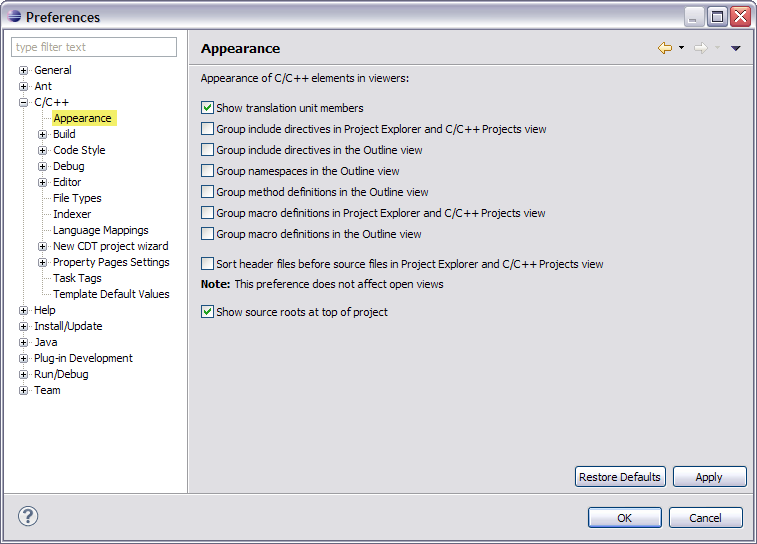 Preferences
type filter text
General
Ant
C/C++
Appearance
Build
Code Style
Debug
Editor
File Types
Indexer
Language Mappings
New CDT project wizard
Property Pages Settings
Task Tags
Template Default Values
Help
Install/Update
Java
Plug-in Development
Run/Debug
Team
Appearance
Appearance of C/C++ elements in viewers:
Show translation unit members
Group include directives in Project Explorer and C/C++ Projects view
Group include directives in the Outline view
Group namespaces in the Outline view
Group method definitions in the Outline view
Group macro definitions in Project Explorer and C/C++ Projects view
Group macro definitions in the Outline view
Sort header files before source files in Project Explorer and C/C++ Projects view
Note: This preference does not affect open views
Show source roots at top of project
Restore Defaults
Apply
OK
Cancel